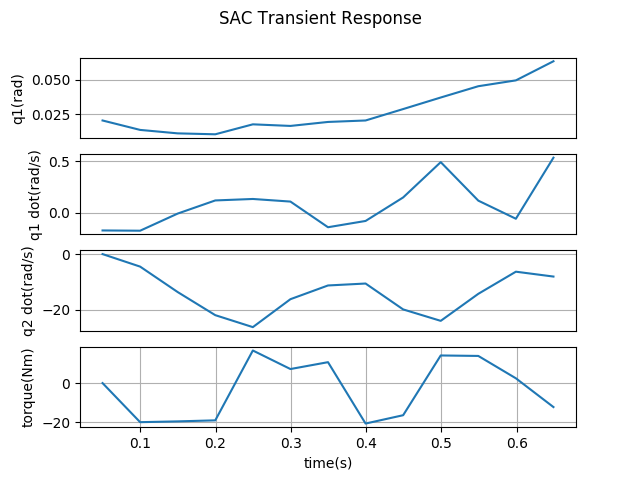 SAC Transient Response
q1(rad)
0.050
0.025
q1 dot(rad/s)
0.5
0.0
q2 dot(rad/s)
0
−20
torque(Nm)
0
−20
0.1 0.2 0.3 0.4 0.5 0.6
time(s)